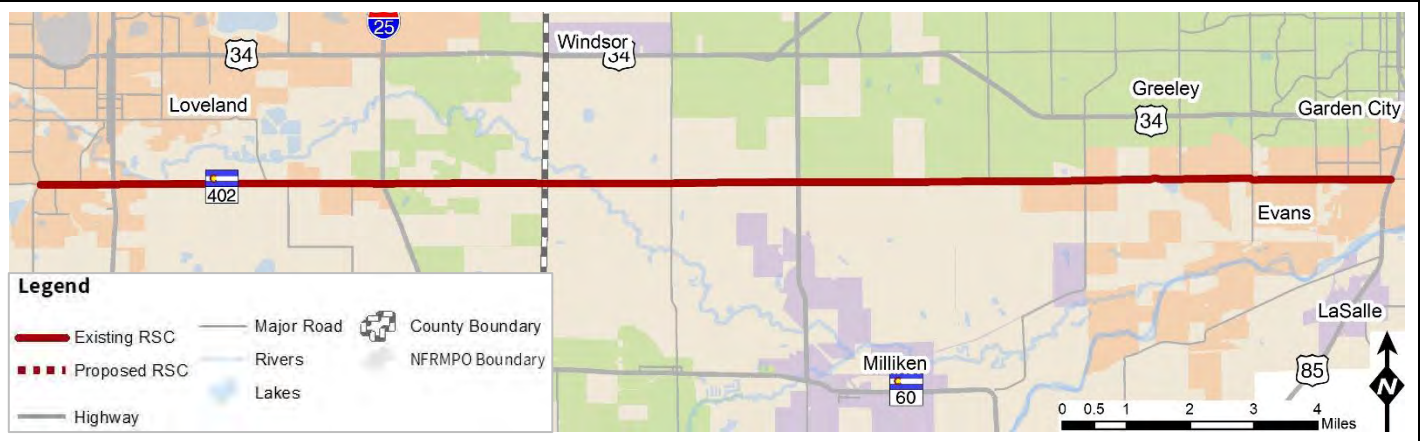 25
Windsor
34
34
Loveland
Greeley
34
Garden City
402
Evans
LaSalle
Milliken
60
85
Legend
Existing RSC
Proposed RSC
Highway
Major Road
Rivers
Lakes
County Boundary
NFRMPO Boundary
N
0 0.5 1 2 3 4
Miles